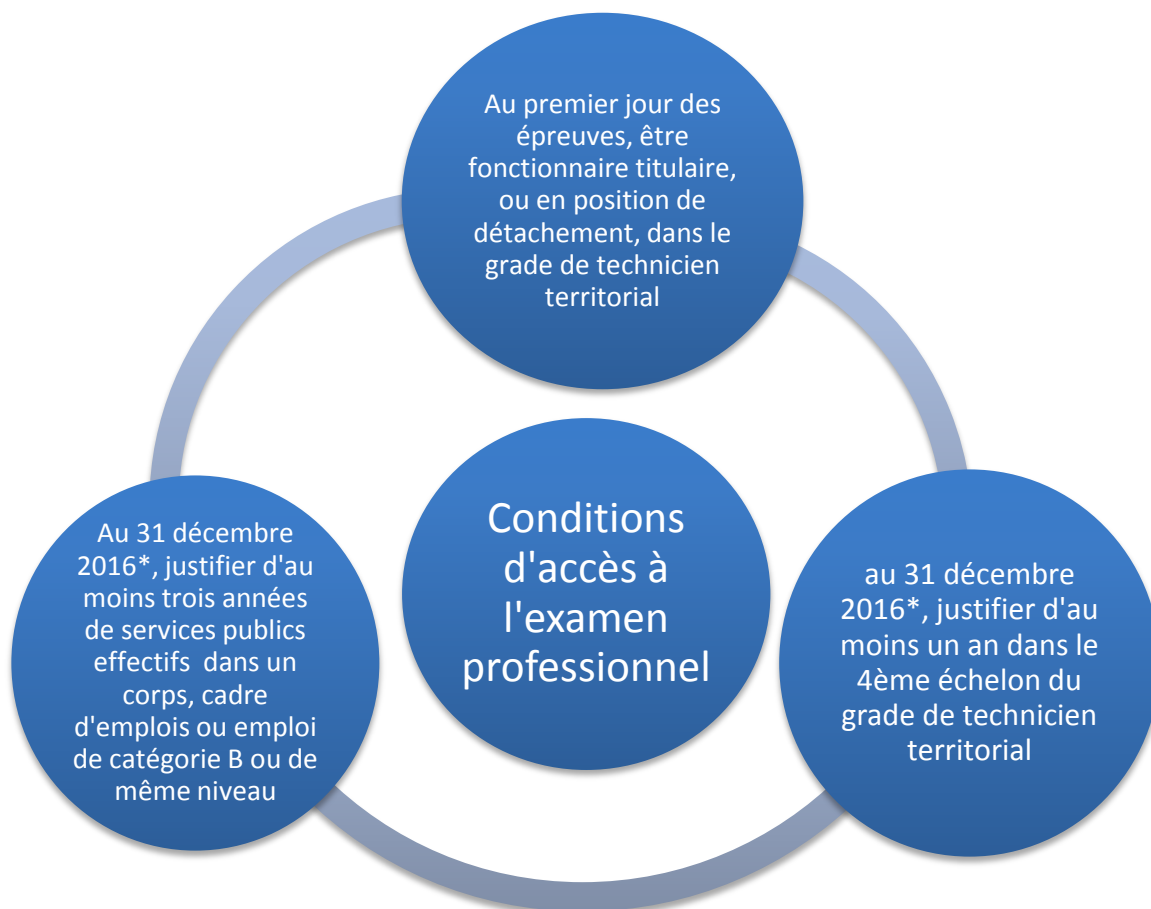 Au premier jour des
épreuves, être
fonctionnaire titulaire,
ou en position de
détachement, dans le
grade de technicien
territorial
Conditions
d'accès à
l'examen
professionnel
au 31 décembre
2016*, justifier d'au
moins un an dans le
4ème échelon du
grade de technicien
territorial
Au 31 décembre
2016*, justifier d'au
moins trois années
de services publics
effectifs dans un
corps, cadre
d'emplois ou emploi
de catégorie B ou de
même niveau